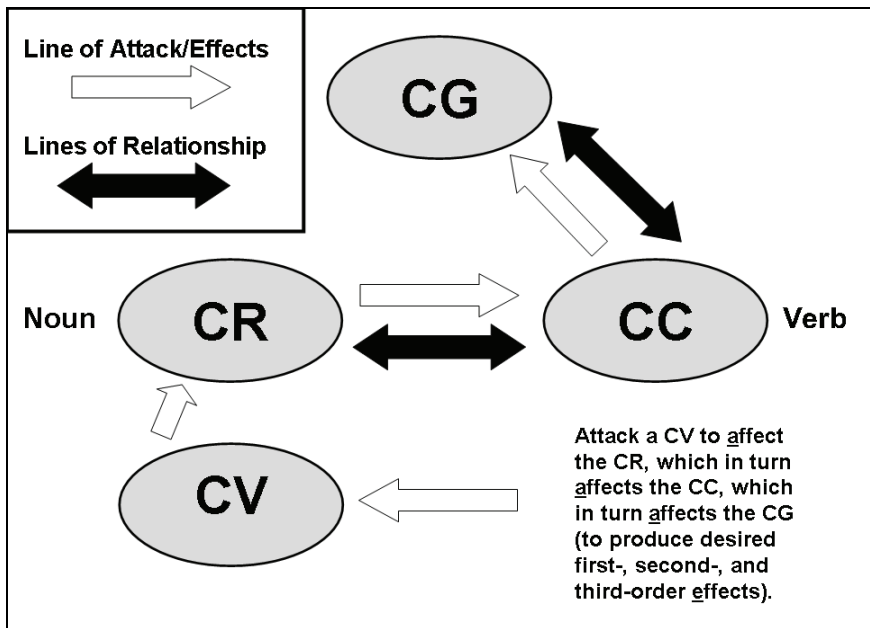 Line of Attack/Effects
Lines of Relationship
CG
Noun
CR
CC
Verb
CV
Attack a CV to affect
the CR, which in turn
affects the CC, which
in turn affects the CG
(to produce desired
first-, second-, and
third-order effects).